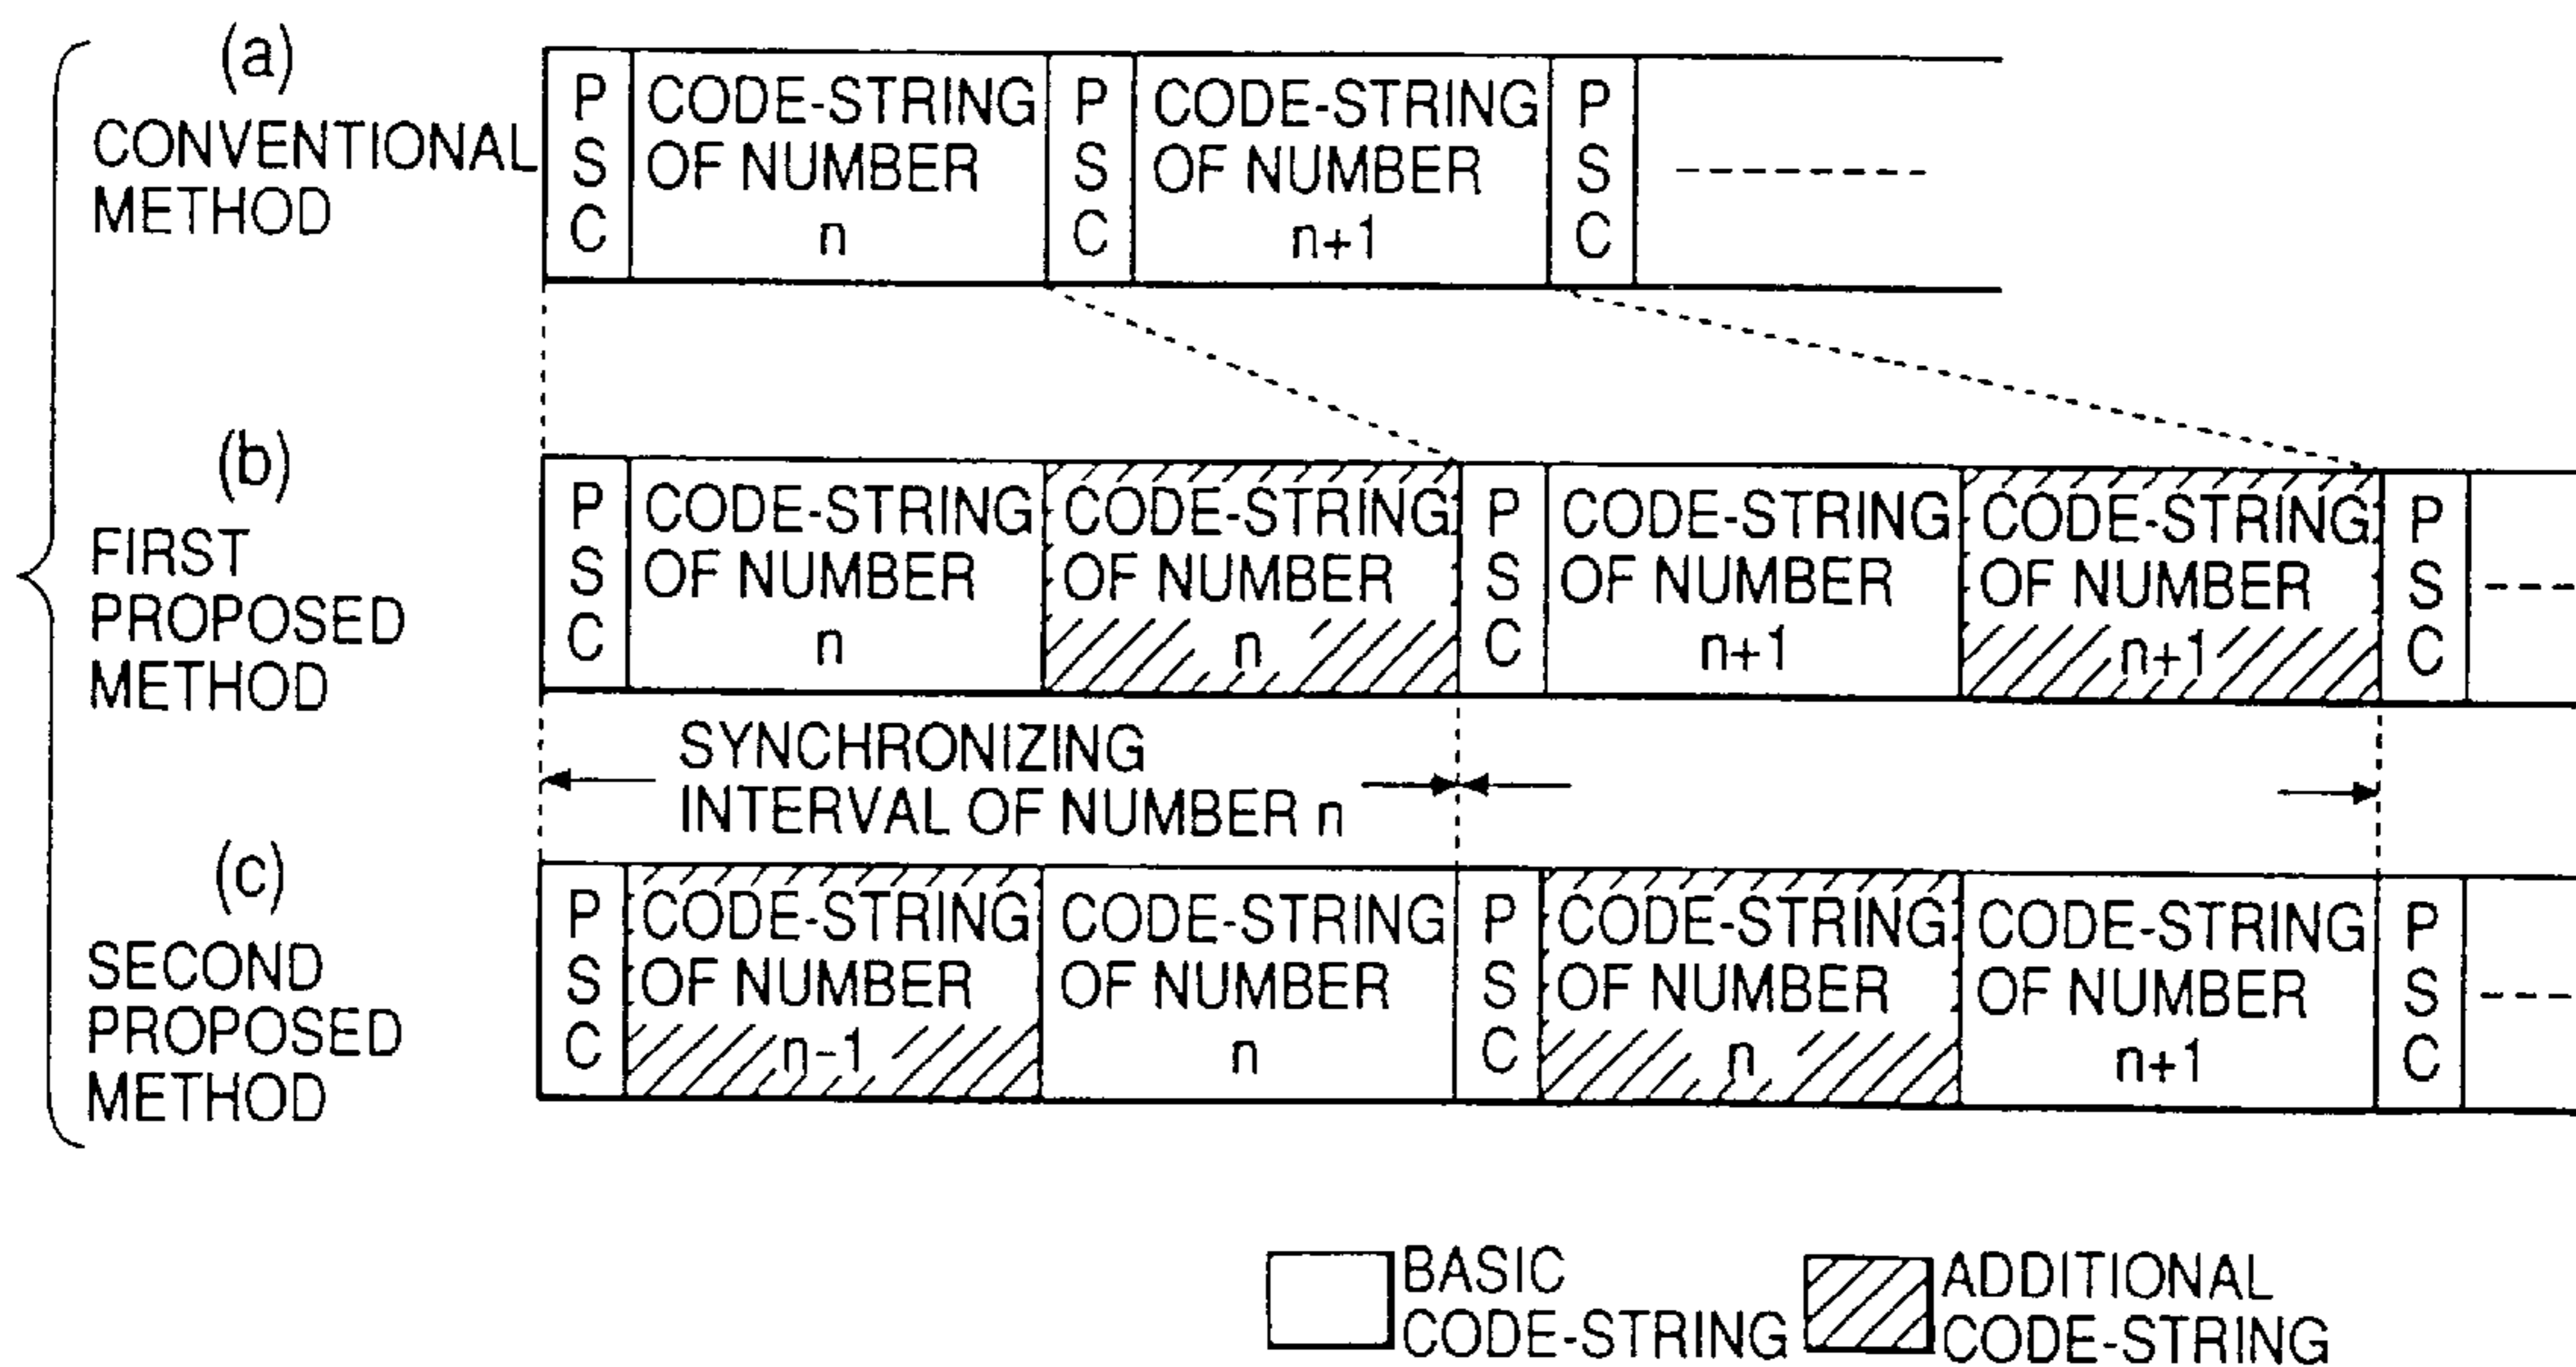 (a)
CONVENTIONAL
METHOD
P
S
C
CODE-STRING
OF NUMBER
n
P
S
C
CODE-STRING
OF NUMBER
n+1
P
S
C
(b)
FIRST
PROPOSED
METHOD
P
S
C
CODE-STRING
OF NUMBER
n
CODE-STRING
OF NUMBER
n
P
S
C
CODE-STRING
OF NUMBER
n+1
CODE-STRING
OF NUMBER
n+1
P
S
C
SYNCHRONIZING
INTERVAL OF NUMBER n
(c)
SECOND
PROPOSED
METHOD
P
S
C
CODE-STRING
OF NUMBER
n-1
CODE-STRING
OF NUMBER
n
P
S
C
CODE-STRING
OF NUMBER
n
CODE-STRING
OF NUMBER
n+1
P
S
C
BASIC
CODE-STRING
ADDITIONAL
CODE-STRING